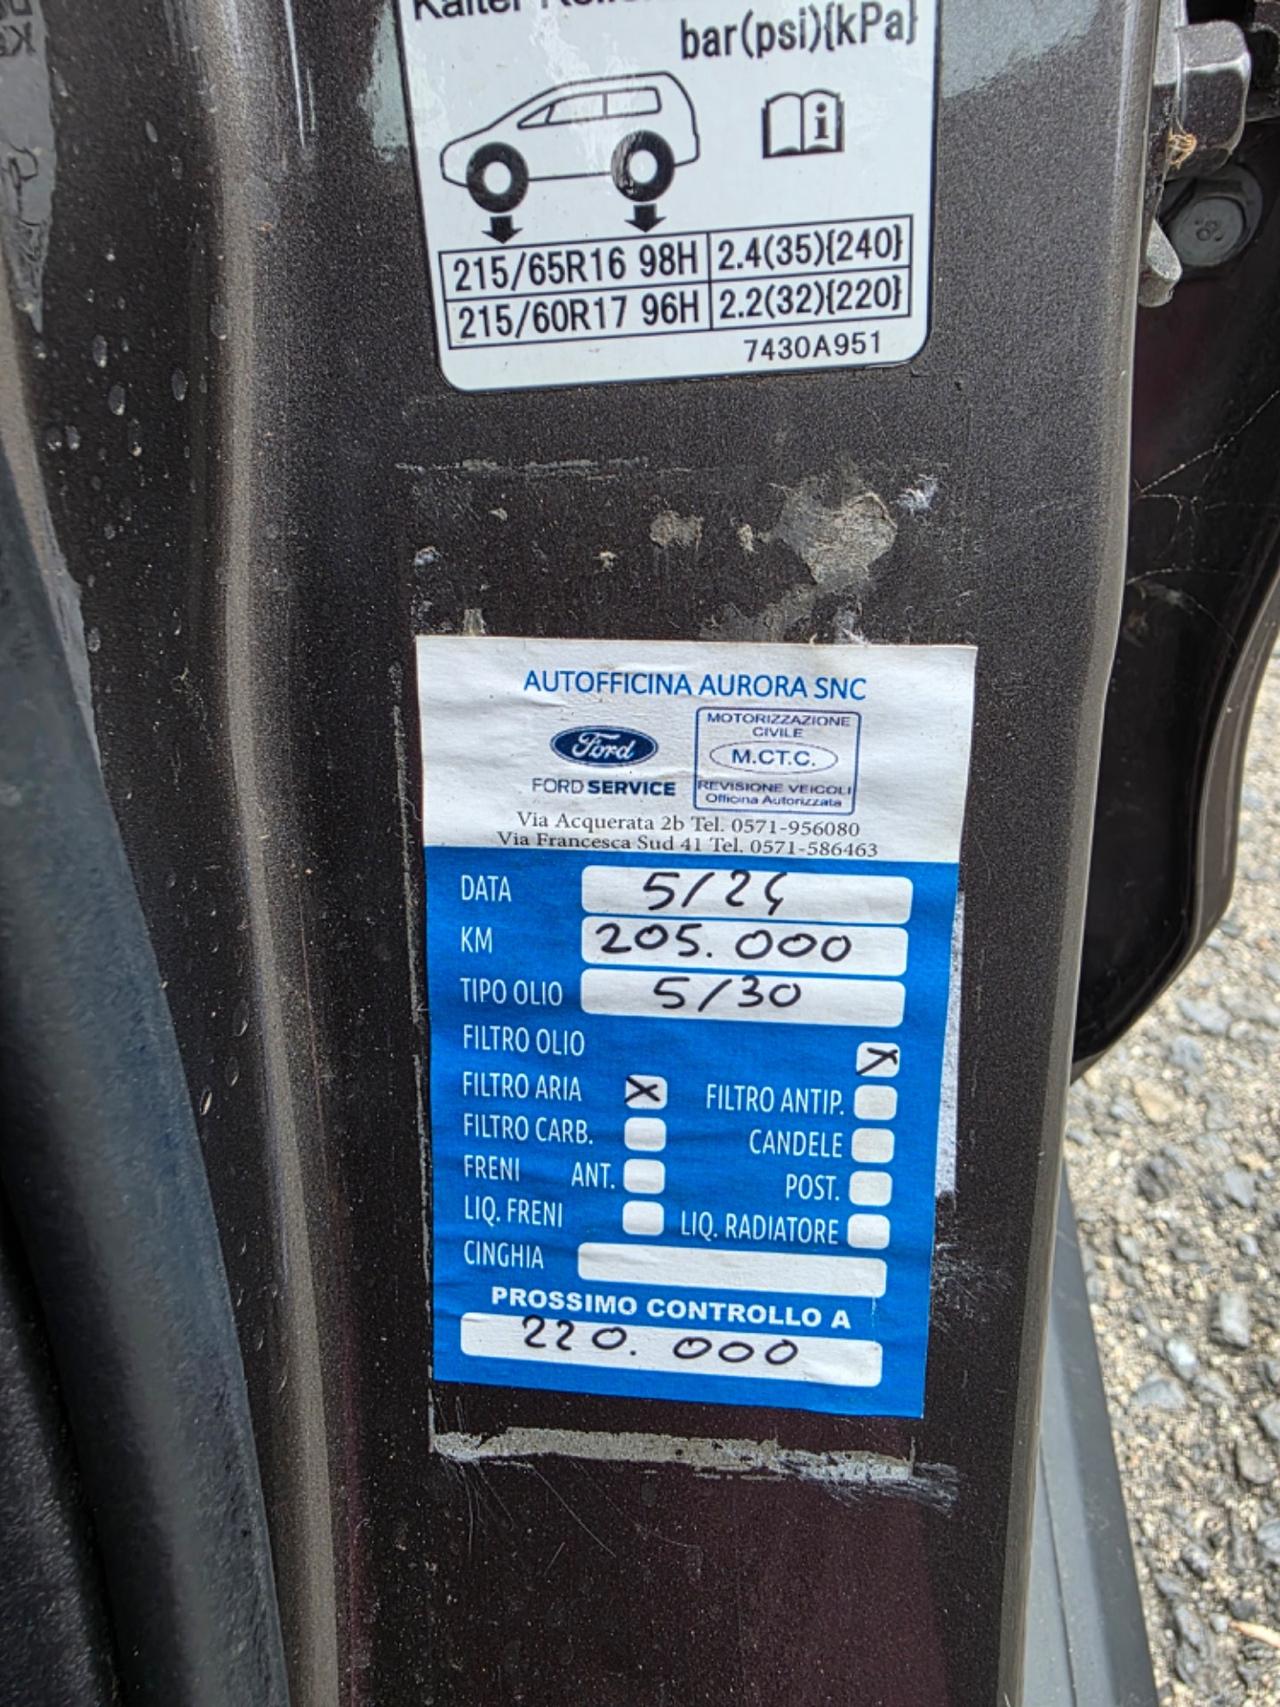 bar(psi){kPa}
215/65R16 98H 2.4(35){240}
215/60R17 96H 2.2(32){220}
7430A951
AUTOFFICINA AURORA SNC
Ford
FORD SERVICE
MOTORIZZAZIONE
CIVILE
M.CT.C.
REVISIONE VEICOLI
Officina Autorizzata
Via Acquerata 2b Tel. 0571-956080
Via Francesca Sud 41 Tel. 0571-586463
DATA 5/24
KM 205.000
TIPO OLIO 5/30
FILTRO OLIO X
FILTRO ARIA X FILTRO ANTIP.
FILTRO CARB. CANDELE
FRENI ANT. POST.
LIQ. FRENI LIQ. RADIATORE
CINGHIA
PROSSIMO CONTROLLO A
220.000